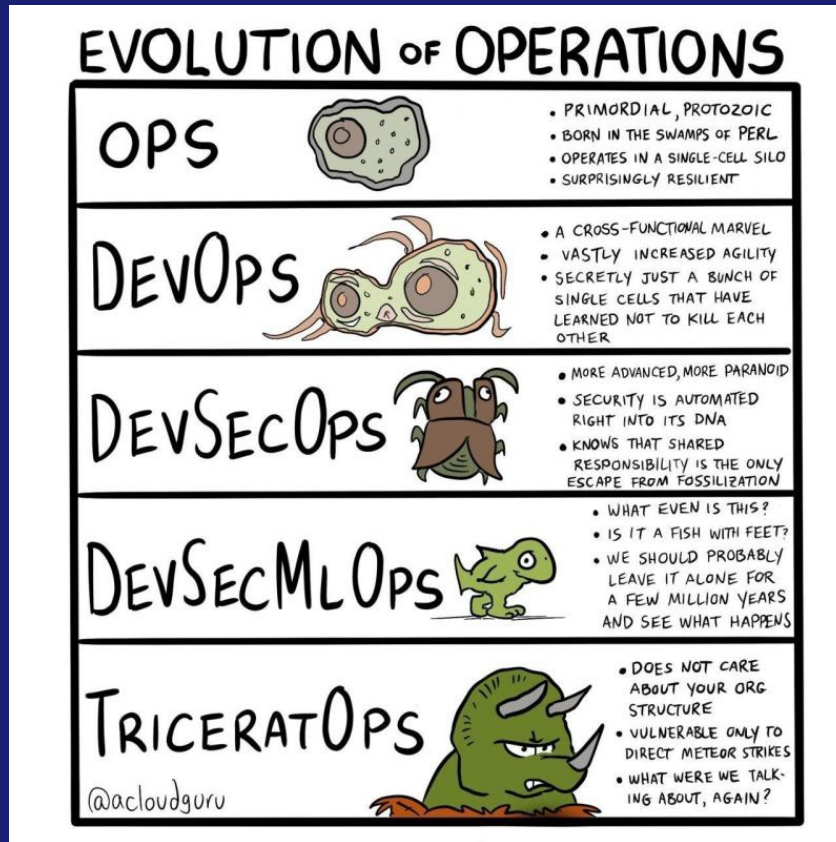 EVOLUTION OF OPERATIONS
OPS
• PRIMORDIAL, PROTOZOIC
• BORN IN THE SWAMPS OF PERL
• OPERATES IN A SINGLE-CELL SILO
• SURPRISINGLY RESILIENT
DEVOPS
• A CROSS-FUNCTIONAL MARVEL
• VASTLY INCREASED AGILITY
• SECRETLY JUST A BUNCH OF
SINGLE CELLS THAT HAVE
LEARNED NOT TO KILL EACH
OTHER
DEVSECOPS
• MORE ADVANCED, MORE PARANOID
• SECURITY IS AUTOMATED
RIGHT INTO ITS DNA
• KNOWS THAT SHARED
RESPONSIBILITY IS THE ONLY
ESCAPE FROM FOSSILIZATION
DEVSECMLOPS
• WHAT EVEN IS THIS?
• IS IT A FISH WITH FEET?
• WE SHOULD PROBABLY
LEAVE IT ALONE FOR
A FEW MILLION YEARS
AND SEE WHAT HAPPENS
TRICERATOPS
• DOES NOT CARE
ABOUT YOUR ORG
STRUCTURE
• VULNERABLE ONLY TO
DIRECT METEOR STRIKES
• WHAT WERE WE TALK-
ING ABOUT, AGAIN?
@acloudguru